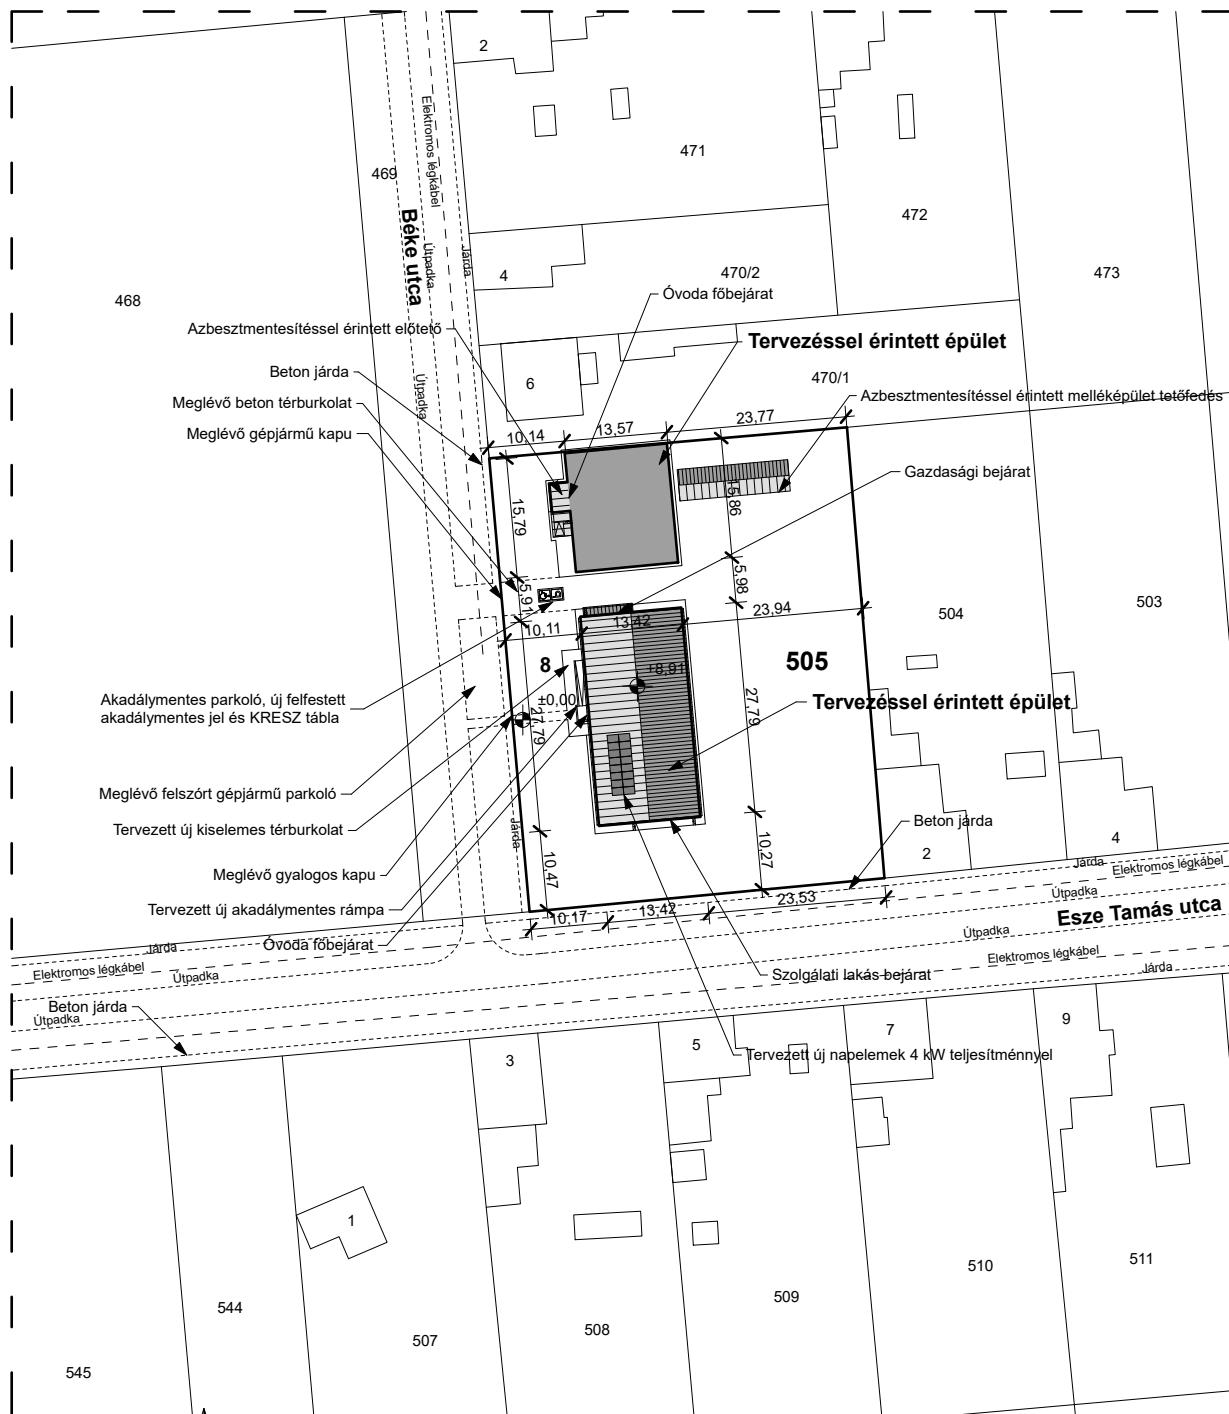 2
471
469
Elektromos légkábel
Béke utca
Útpadka
Járda
472
4
470/2
473
468
Óvoda főbejárat
Azbesztmentesítéssel érintett előtető
Tervezéssel érintett épület
Beton járda
6
470/1
Útpadka
Meglévő beton térburkolat
Azbesztmentesítéssel érintett melléképület tetőfedés
Meglévő gépjármű kapu
10,14
13,57
23,77
Gazdasági bejárat
15,79
15,86
5,91
5,98
23,94
504
503
10,11
13,42
8
505
+8,91
±0,00
Akadálymentes parkoló, új felfestett
akadálymentes jel és KRESZ tábla
27,79
27,79
Tervezéssel érintett épület
Meglévő felszórt gépjármű parkoló
Tervezett új kiselemes térburkolat
Járda
Beton járda
4
2
Meglévő gyalogos kapu
10,47
10,27
Járda
Elektromos légkábel
Útpadka
Tervezett új akadálymentes rámpa
10,17
13,42
23,53
Esze Tamás utca
Óvoda főbejárat
Járda
Útpadka
Elektromos légkábel
Elektromos légkábel
Útpadka
Szolgálati lakás bejárat
Járda
Beton járda
Útpadka
9
7
5
3
Tervezett új napelemek 4 kW teljesítménnyel
1
511
510
509
544
508
507
545